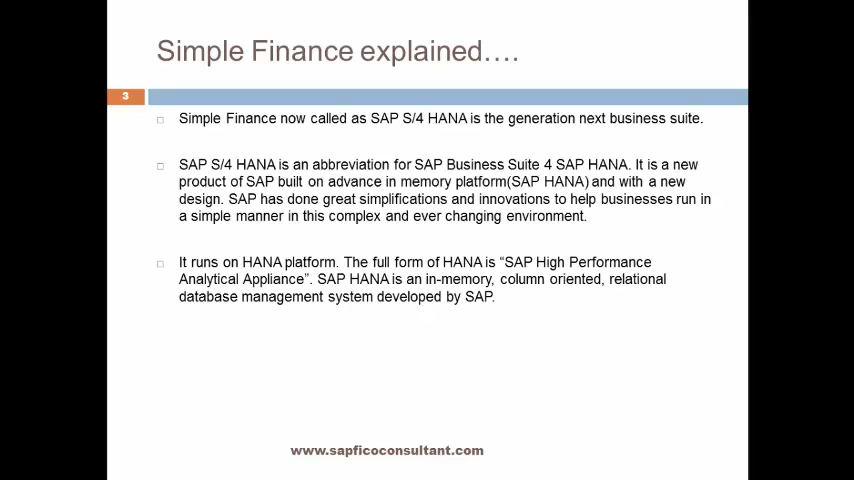 Simple Finance explained….
3
Simple Finance now called as SAP S/4 HANA is the generation next business suite.
SAP S/4 HANA is an abbreviation for SAP Business Suite 4 SAP HANA. It is a new
product of SAP built on advance in memory platform(SAP HANA) and with a new
design. SAP has done great simplifications and innovations to help businesses run in
a simple manner in this complex and ever changing environment.
It runs on HANA platform. The full form of HANA is “SAP High Performance
Analytical Appliance”. SAP HANA is an in-memory, column oriented, relational
database management system developed by SAP.
www.sapficoconsultant.com